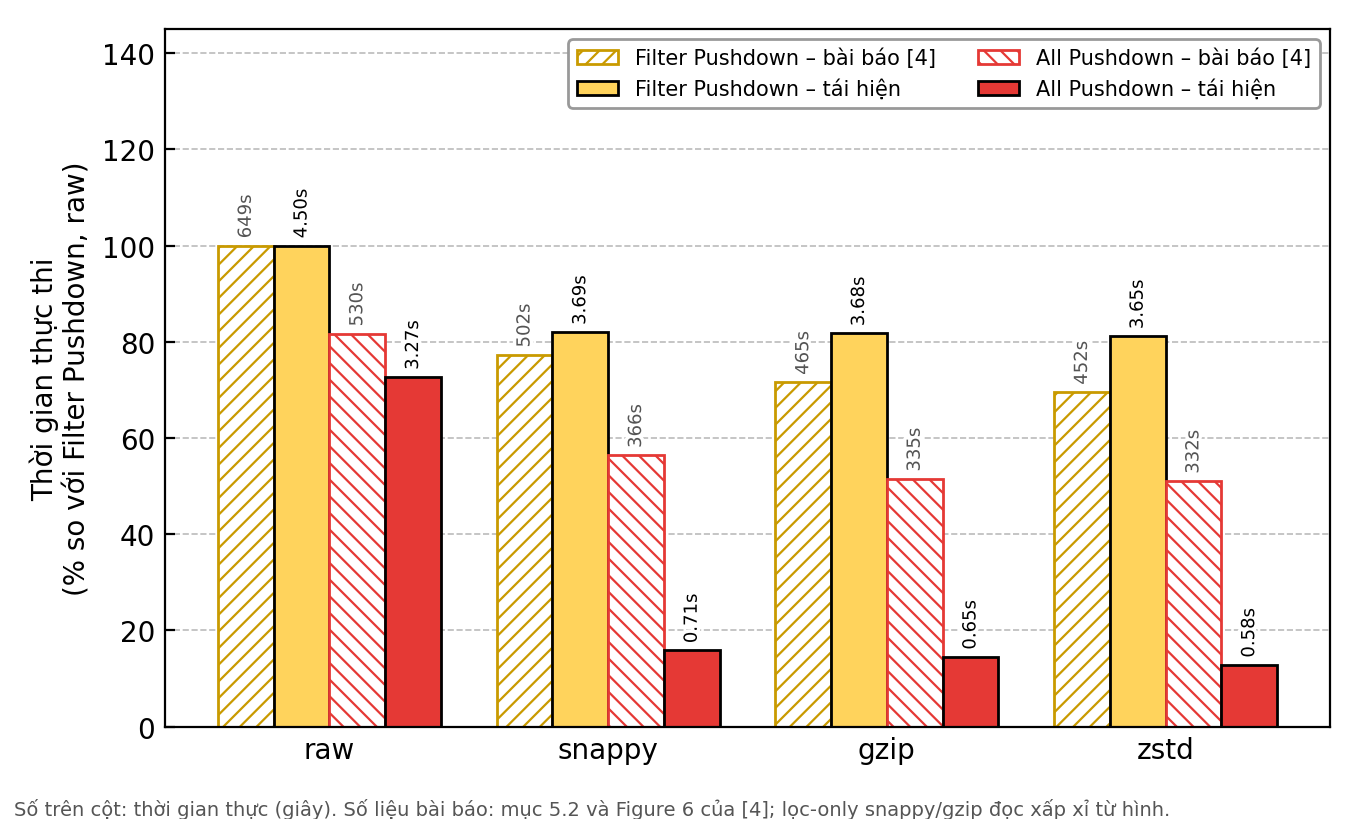 Filter Pushdown – bài báo [4]
Filter Pushdown – tái hiện
All Pushdown – bài báo [4]
All Pushdown – tái hiện
Thời gian thực thi
(% so với Filter Pushdown, raw)
140
120
100
80
60
40
20
0
649s
4.50s
530s
3.27s
502s
3.69s
366s
0.71s
465s
3.68s
335s
0.65s
452s
3.65s
332s
0.58s
raw
snappy
gzip
zstd
Số trên cột: thời gian thực (giây). Số liệu bài báo: mục 5.2 và Figure 6 của [4]; lọc-only snappy/gzip đọc xấp xỉ từ hình.